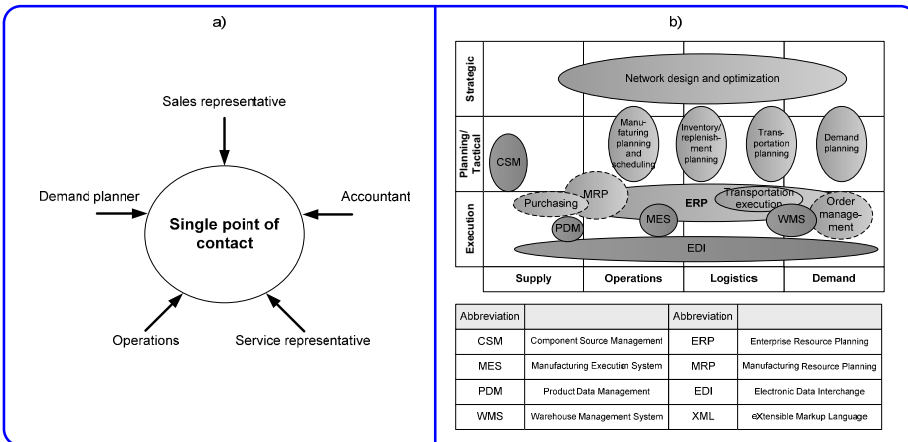 a)
Sales representative
Demand planner
Accountant
Single point of
contact
Operations
Service representative
b)
Strategic
Network design and optimization
Planning/
Tactical
CSM
Manu-
fafuring
planning
and
scheduling
Inventory/
replenish-
ment
planning
Trans-
portation
planning
Demand
planning
Execution
Purchasing
MRP
PDM
ERP
MES
Transportation
execution
WMS
Order
manage-
ment
EDI
Supply
Operations
Logistics
Demand
Abbreviation
Abbreviation
CSM
Component Source Management
ERP
Enterprise Resource Planning
MES
Manufacturing Execution System
MRP
Manufacturing Resource Planning
PDM
Product Data Management
EDI
Electronic Data Interchange
WMS
Warehouse Management System
XML
eXtensible Markup Language